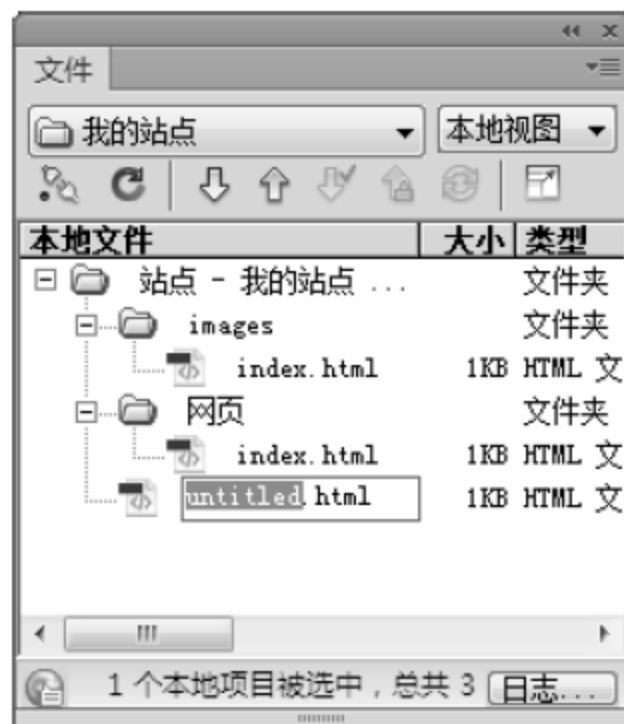 文件
我的站点 本地视图
本地文件 大小 类型
站点 - 我的站点 ... 文件夹
images 文件夹
index.html 1KB HTML 文
网页 文件夹
index.html 1KB HTML 文
untitled.html 1KB HTML 文
1 个本地项目被选中，总共 3 日志...